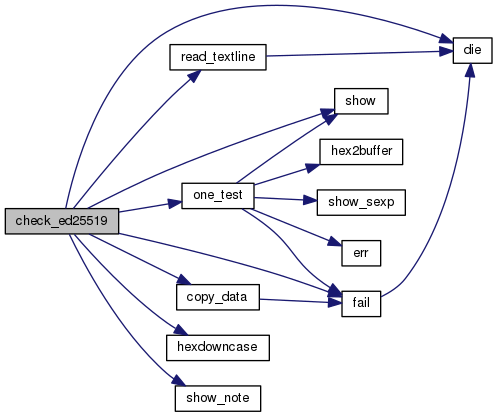 die
read_textline
show
hex2buffer
one_test
show_sexp
check_ed25519
err
copy_data
fail
hexdowncase
show_note